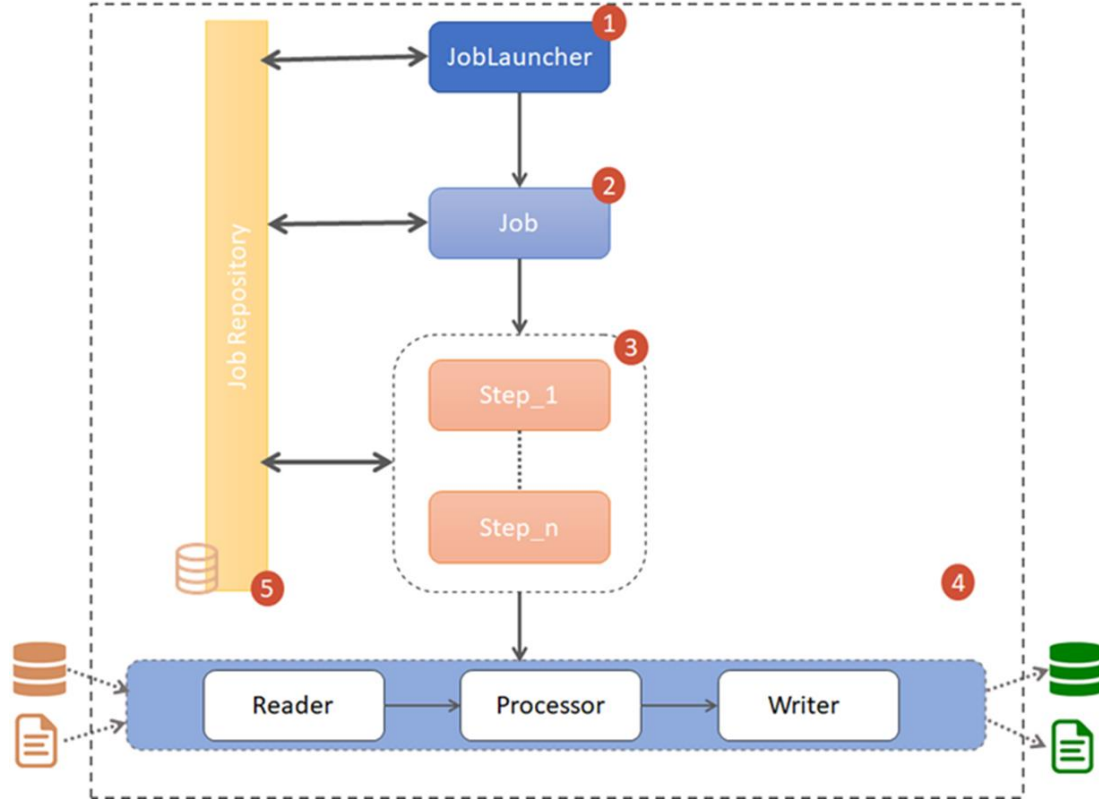 1
JobLauncher
2
Job
Job Repository
3
Step_1
Step_n
5
4
Reader
Processor
Writer